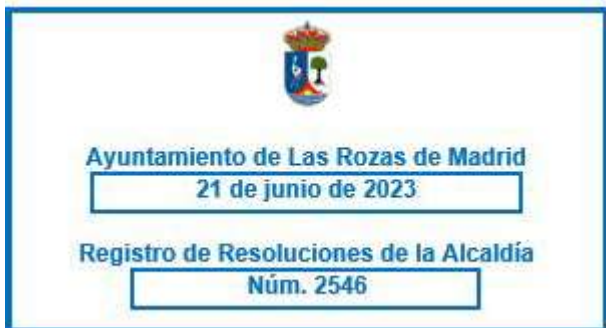 Ayuntamiento de Las Rozas de Madrid
21 de junio de 2023
Registro de Resoluciones de la Alcaldía
Núm. 2546